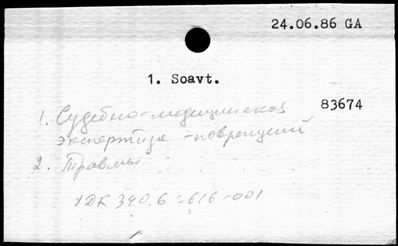 24.06.86 GA
1. Soavt.
83674
1. Судебно-медицинская
экспертиза - повреждений
2. Травмы
УДК 340.6 : 616-001